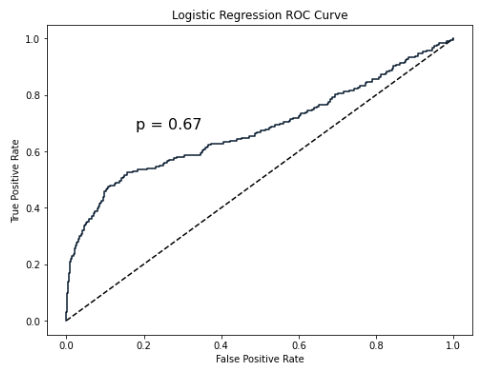 Logistic Regression ROC Curve
1.0
0.8
0.6
0.4
0.2
0.0
True Positive Rate
p = 0.67
0.0 0.2 0.4 0.6 0.8 1.0
False Positive Rate